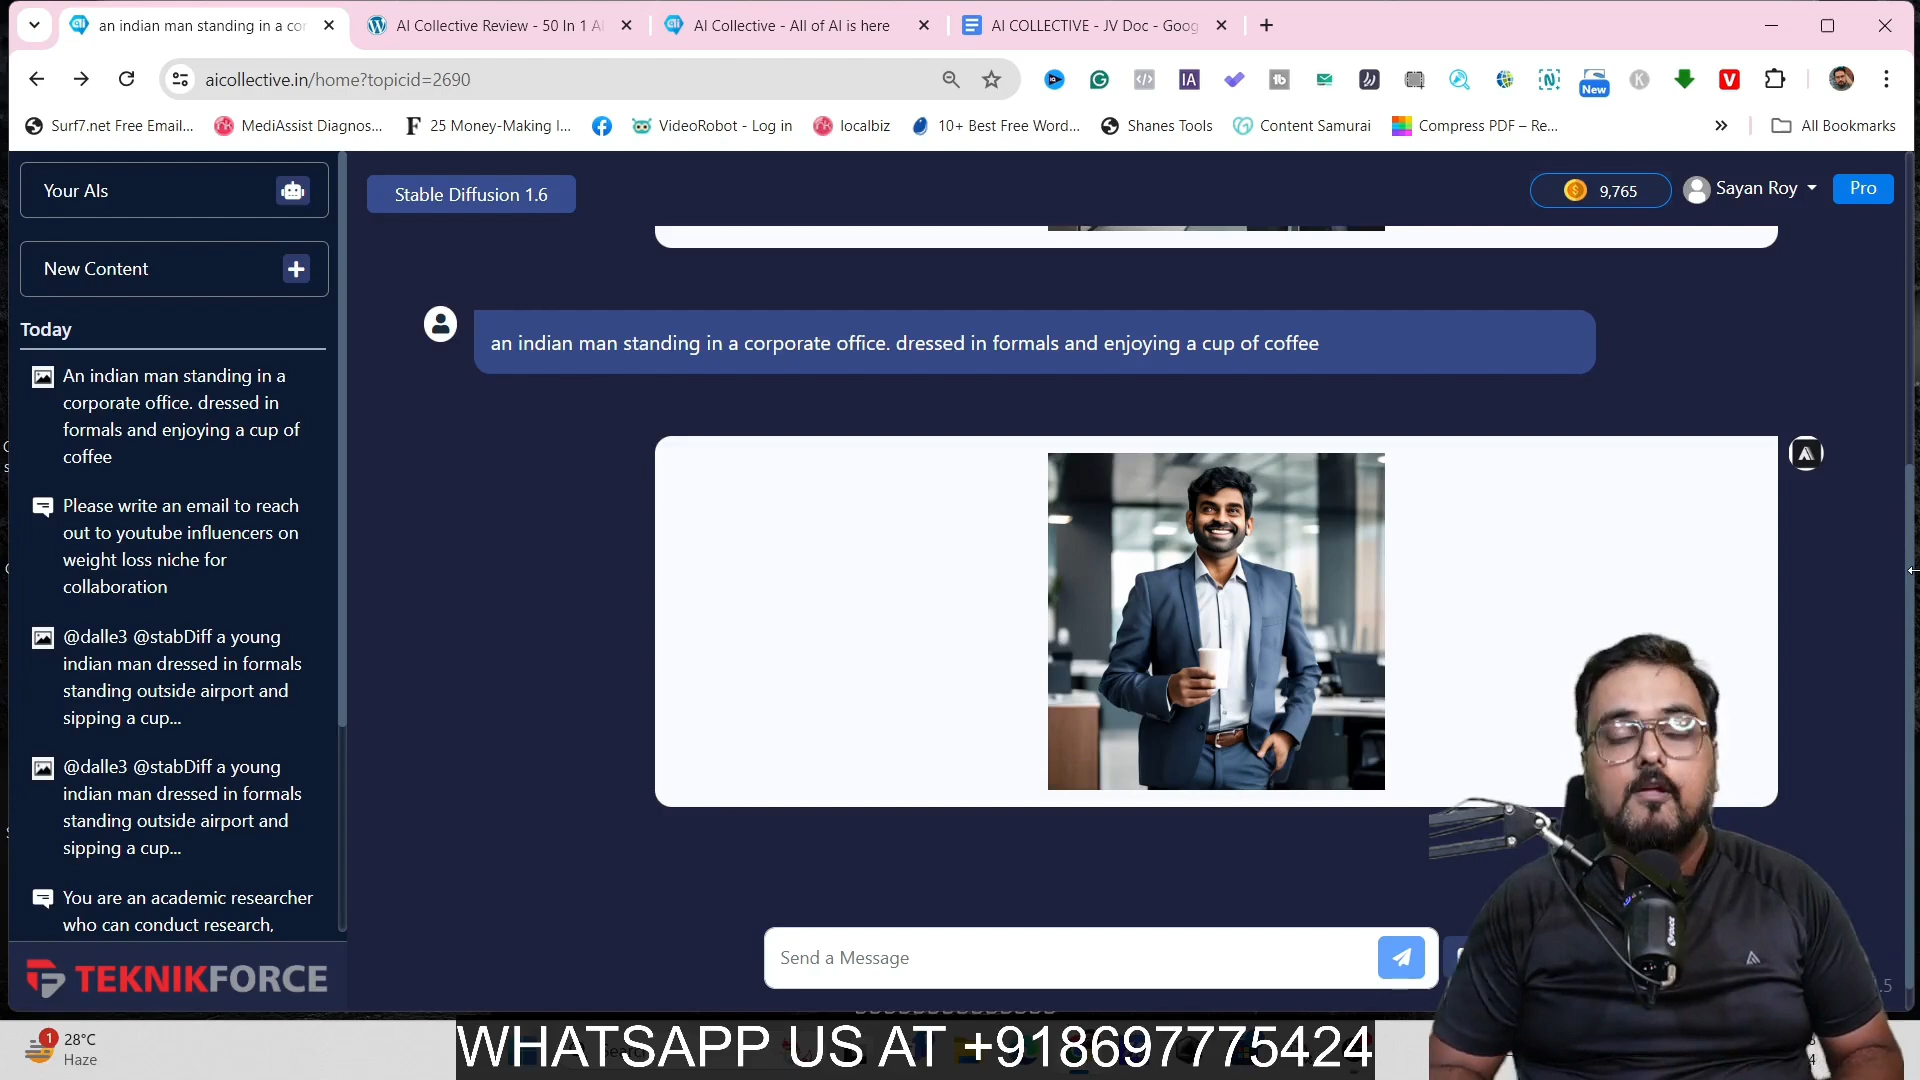 an indian man standing in a cor
AI Collective Review - 50 In 1 A
AI Collective - All of AI is here
AI COLLECTIVE - JV Doc - Goog
aicollective.in/home?topicid=2690
New
Surf7.net Free Email...
MediAssist Diagnos...
25 Money-Making I...
VideoRobot - Log in
localbiz
10+ Best Free Word...
Shanes Tools
Content Samurai
Compress PDF – Re...
All Bookmarks
Your AIs
New Content
Today
An indian man standing in a
corporate office. dressed in
formals and enjoying a cup of
coffee
Please write an email to reach
out to youtube influencers on
weight loss niche for
collaboration
@dalle3 @stabDiff a young
indian man dressed in formals
standing outside airport and
sipping a cup...
@dalle3 @stabDiff a young
indian man dressed in formals
standing outside airport and
sipping a cup...
You are an academic researcher
who can conduct research,
TEKNIKFORCE
Stable Diffusion 1.6
9,765
Sayan Roy
Pro
an indian man standing in a corporate office. dressed in formals and enjoying a cup of coffee
Send a Message
1
28°C
Haze
WHATSAPP US AT +918697775424